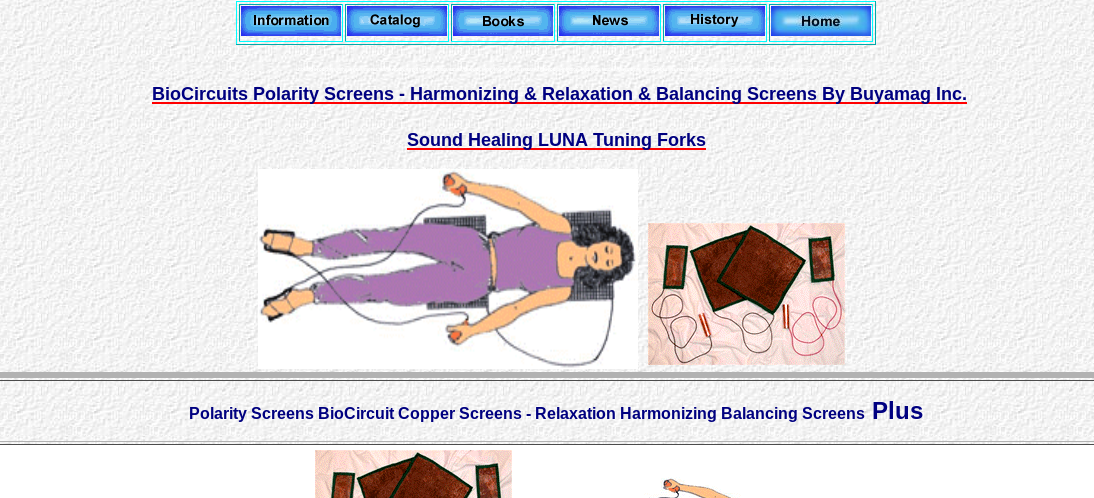 Information Catalog Books News History Home
BioCircuits Polarity Screens - Harmonizing & Relaxation & Balancing Screens By Buyamag Inc.
Sound Healing LUNA Tuning Forks
Polarity Screens BioCircuit Copper Screens - Relaxation Harmonizing Balancing Screens Plus